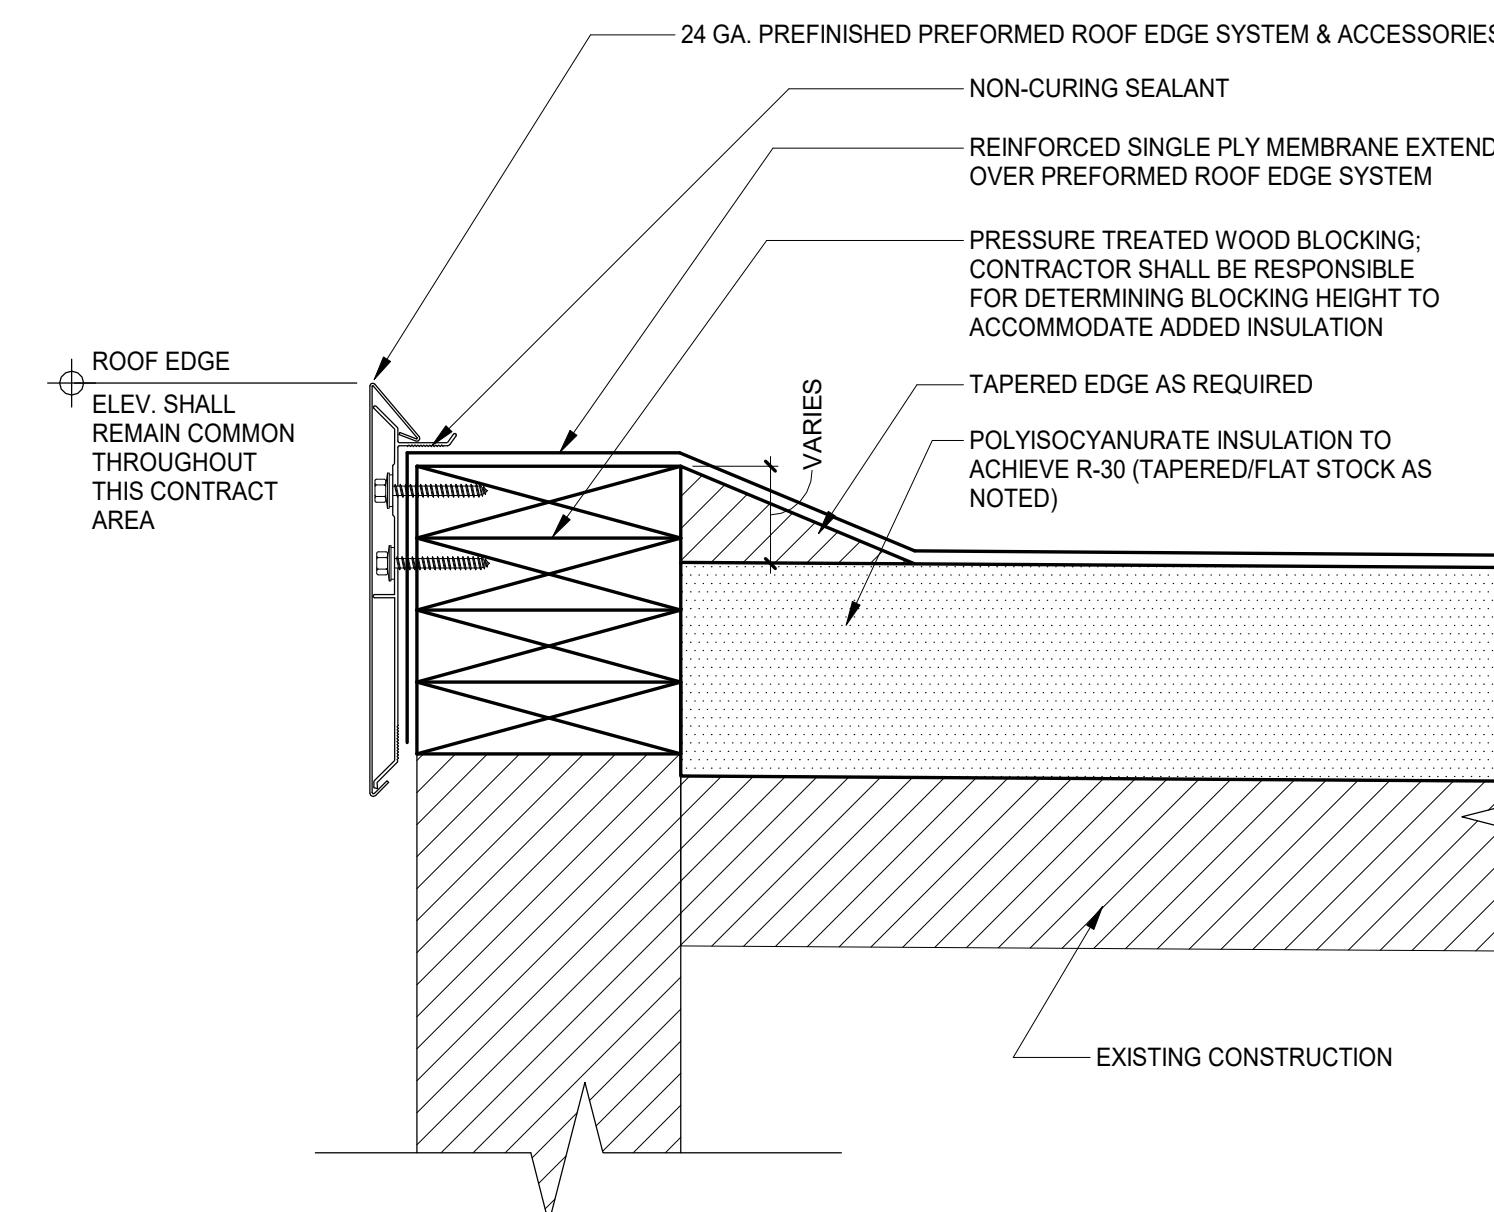 24 GA. PREFINISHED PREFORMED ROOF EDGE SYSTEM & ACCESSORIES
NON-CURING SEALANT
REINFORCED SINGLE PLY MEMBRANE EXTEND
OVER PREFORMED ROOF EDGE SYSTEM
PRESSURE TREATED WOOD BLOCKING;
CONTRACTOR SHALL BE RESPONSIBLE
FOR DETERMINING BLOCKING HEIGHT TO
ACCOMMODATE ADDED INSULATION
ROOF EDGE
ELEV. SHALL
REMAIN COMMON
THROUGHOUT
THIS CONTRACT
AREA
VARIES
TAPERED EDGE AS REQUIRED
POLYISOCYANURATE INSULATION TO
ACHIEVE R-30 (TAPERED/FLAT STOCK AS
NOTED)
EXISTING CONSTRUCTION